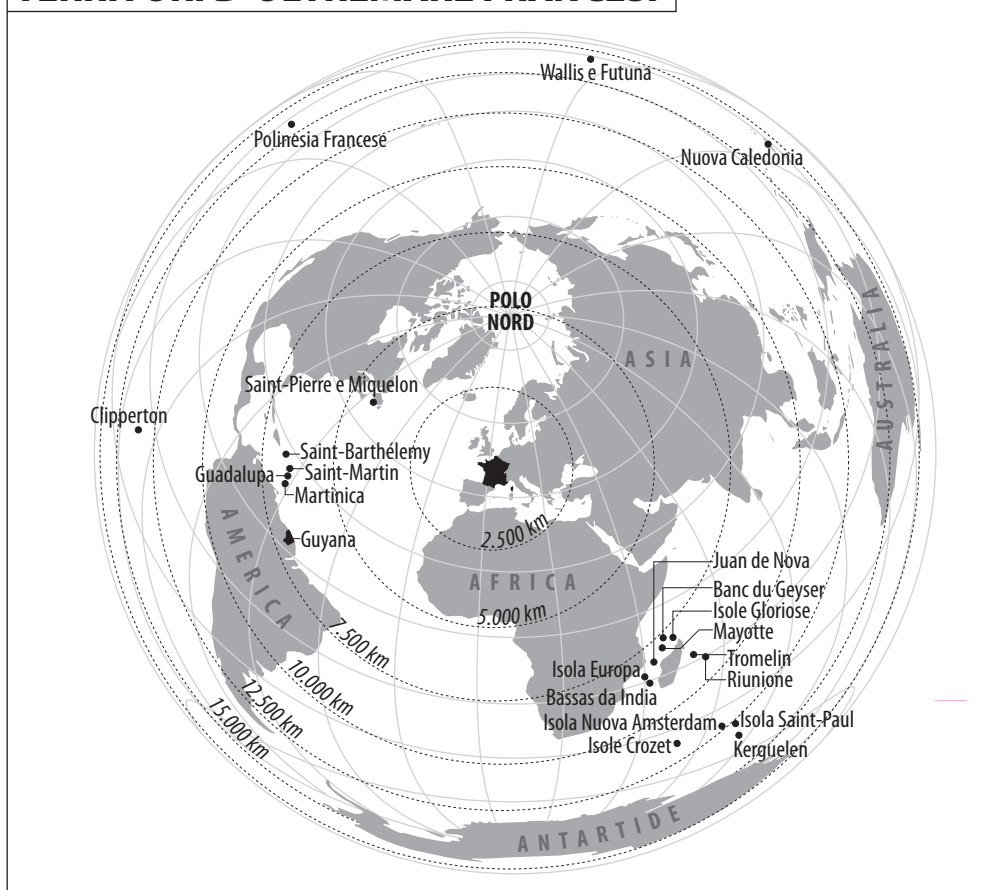 Wallis e Futuna
Polinesia Francese
Nuova Caledonia
POLO
NORD
ASIA
AUSTRALIA
Saint-Pierre e Miquelon
Clipperton
Saint-Barthélemy
Saint-Martin
Guadalupa
Martinica
Guyana
AMERICA
2,500 km
AFRICA
5.000 km
7.500 km
10.000 km
12.500 km
15.000 km
Juan de Nova
Banc du Geyser
Isole Gloriose
Mayotte
Tromelin
Riunione
Isola Europa
Bassas da India
Isola Nuova Amsterdam
Isola Saint-Paul
Isole Crozet
Kerguelen
ANTARTIDE